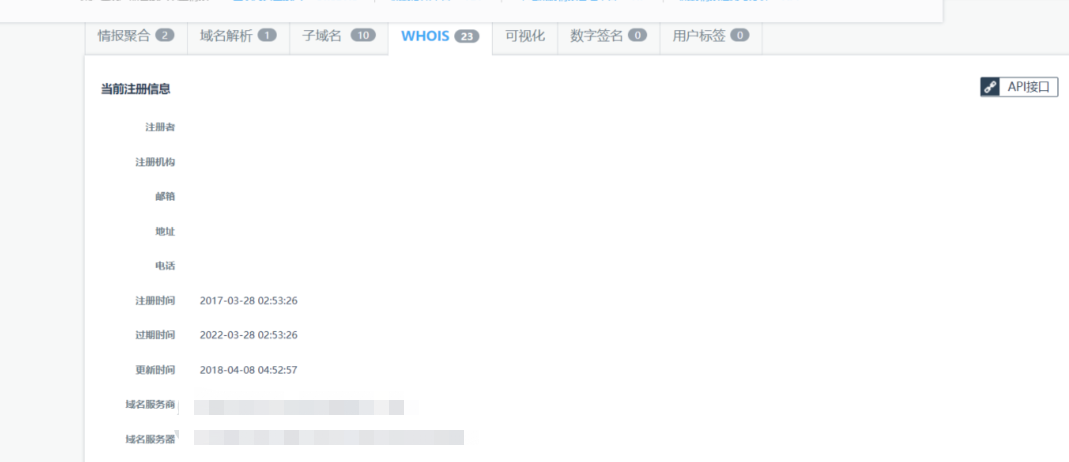 情报聚合 2 域名解析 1 子域名 10 WHOIS 23 可视化 数字签名 0 用户标签 0
当前注册信息 API接口
注册者
注册机构
邮箱
地址
电话
注册时间 2017-03-28 02:53:26
过期时间 2022-03-28 02:53:26
更新时间 2018-04-08 04:52:57
域名服务商
域名服务器